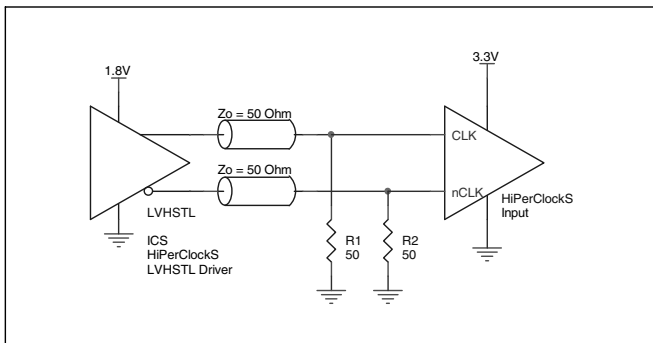 1.8V
3.3V
Zo = 50 Ohm
CLK
Zo = 50 Ohm
nCLK
LVHSTL
HiPerClockS
Input
ICS
HiPerClockS
LVHSTL Driver
R1
50
R2
50